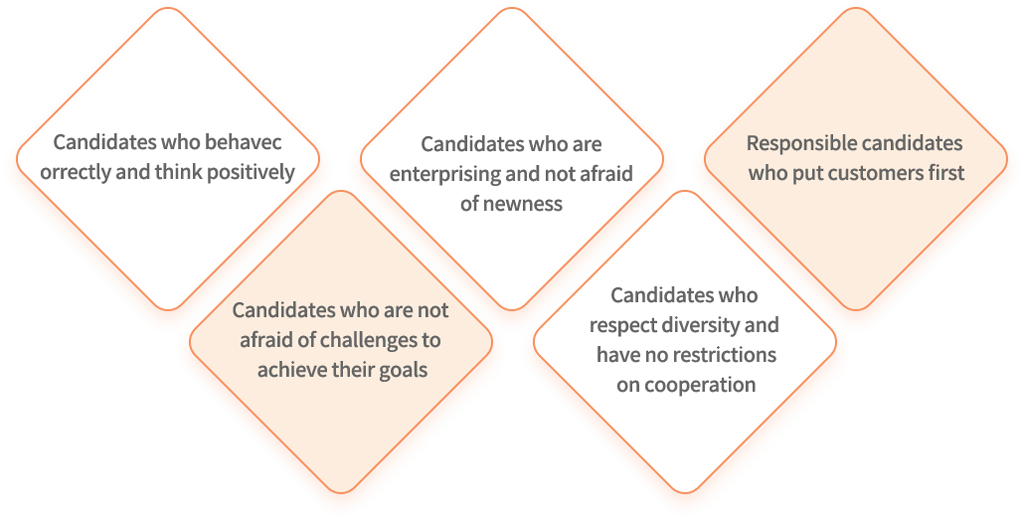 Candidates who behavec
orrectly and think positively
Candidates who are not
afraid of challenges to
achieve their goals
Candidates who are
enterprising and not afraid
of newness
Candidates who
respect diversity and
have no restrictions
on cooperation
Responsible candidates
who put customers first